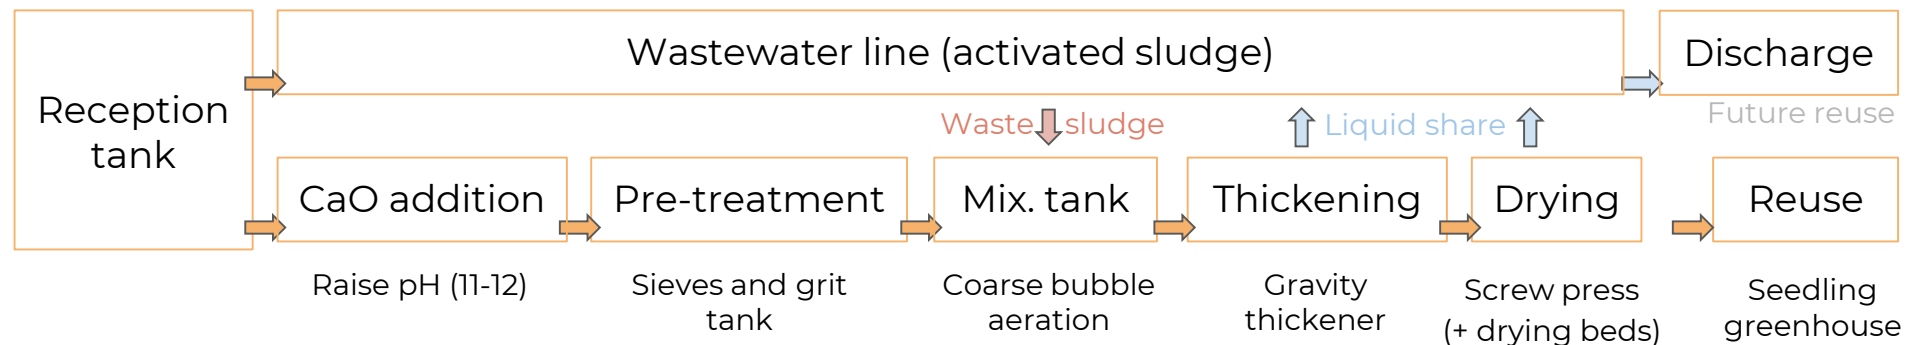 Reception
tank
Wastewater line (activated sludge)
Discharge
Future reuse
Waste sludge
Liquid share
CaO addition
Pre-treatment
Mix. tank
Thickening
Drying
Reuse
Raise pH (11-12)
Sieves and grit
tank
Coarse bubble
aeration
Gravity
thickener
Screw press
(+ drying beds)
Seedling
greenhouse